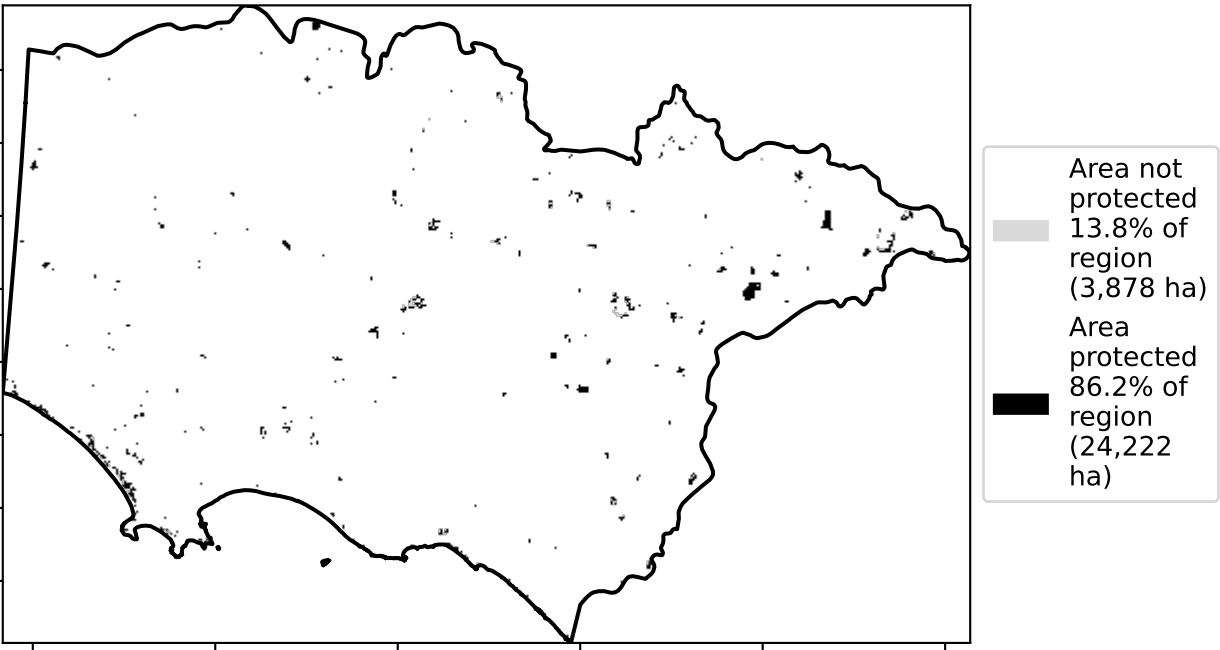 Area not
protected
13.8% of
region
(3,878 ha)
Area
protected
86.2% of
region
(24,222
ha)